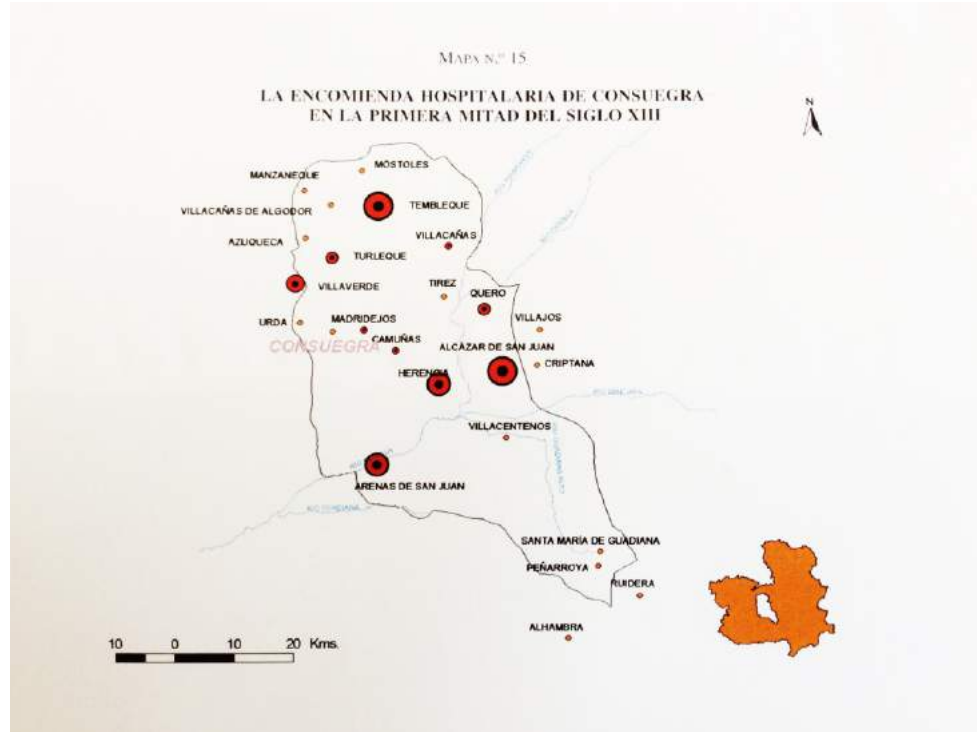 MAPA N.º 15
LA ENCOMIENDA HOSPITALARIA DE CONSUEGRA
EN LA PRIMERA MITAD DEL SIGLO XIII
N
MÓSTOLES
MANZANEQUE
TEMBLEQUE
VILLACAÑAS DE ALGODOR
VILLACAÑAS
AZUQUECA
TURLEQUE
TIREZ
VILLAVERDE
QUERO
URDA
MADRIDEJOS
VILLAJOS
CAMUÑAS
CONSUEGRA
ALCÁZAR DE SAN JUAN
CRIPTANA
HERENCIA
VILLACENTENOS
ARENAS DE SAN JUAN
RIO GUADIANA
SANTA MARÍA DE GUADIANA
PEÑARROYA
RUIDERA
ALHAMBRA
10 0 10 20 Kms.